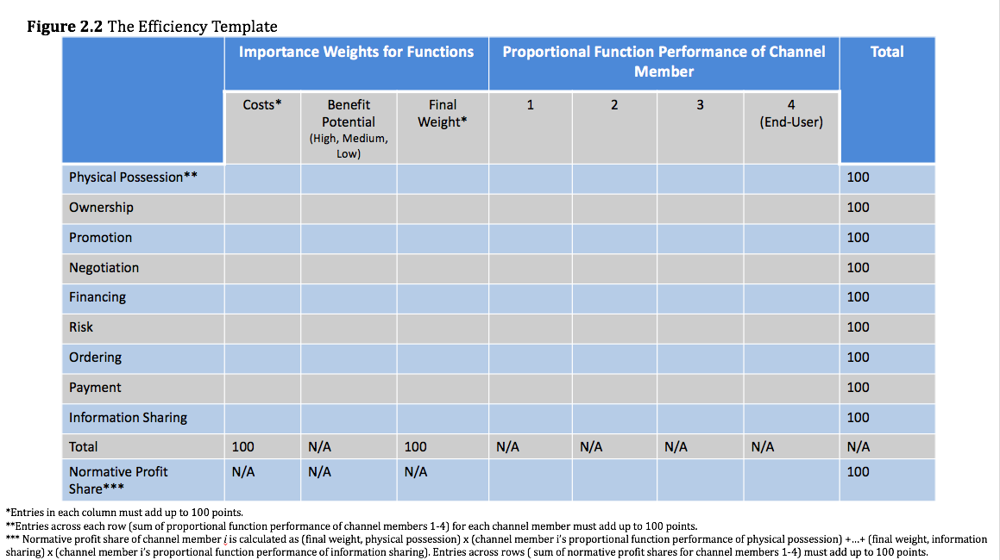 Figure 2.2 The Efficiency Template
Importance Weights for Functions
Proportional Function Performance of Channel
Member
Total
Costs*
Benefit
Potential
(High, Medium,
Low)
Final
Weight*
1
2
3
4
(End-User)
Physical Possession** 100
Ownership 100
Promotion 100
Negotiation 100
Financing 100
Risk 100
Ordering 100
Payment 100
Information Sharing 100
Total 100 N/A 100 N/A N/A N/A N/A N/A
Normative Profit
Share***
N/A N/A N/A 100
*Entries in each column must add up to 100 points.
**Entries across each row (sum of proportional function performance of channel members 1-4) for each channel member must add up to 100 points.
*** Normative profit share of channel member i is calculated as (final weight, physical possession) x (channel member i's proportional function performance of physical possession) +...+ (final weight, information
sharing) x (channel member i's proportional function performance of information sharing). Entries across rows ( sum of normative profit shares for channel members 1-4) must add up to 100 points.